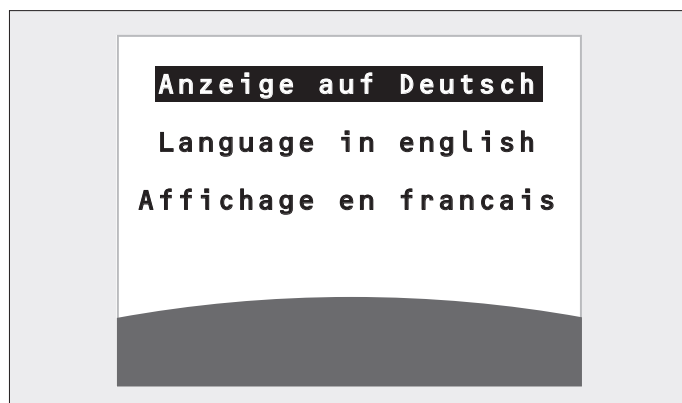 Anzeige auf Deutsch
Language in english
Affichage en francais